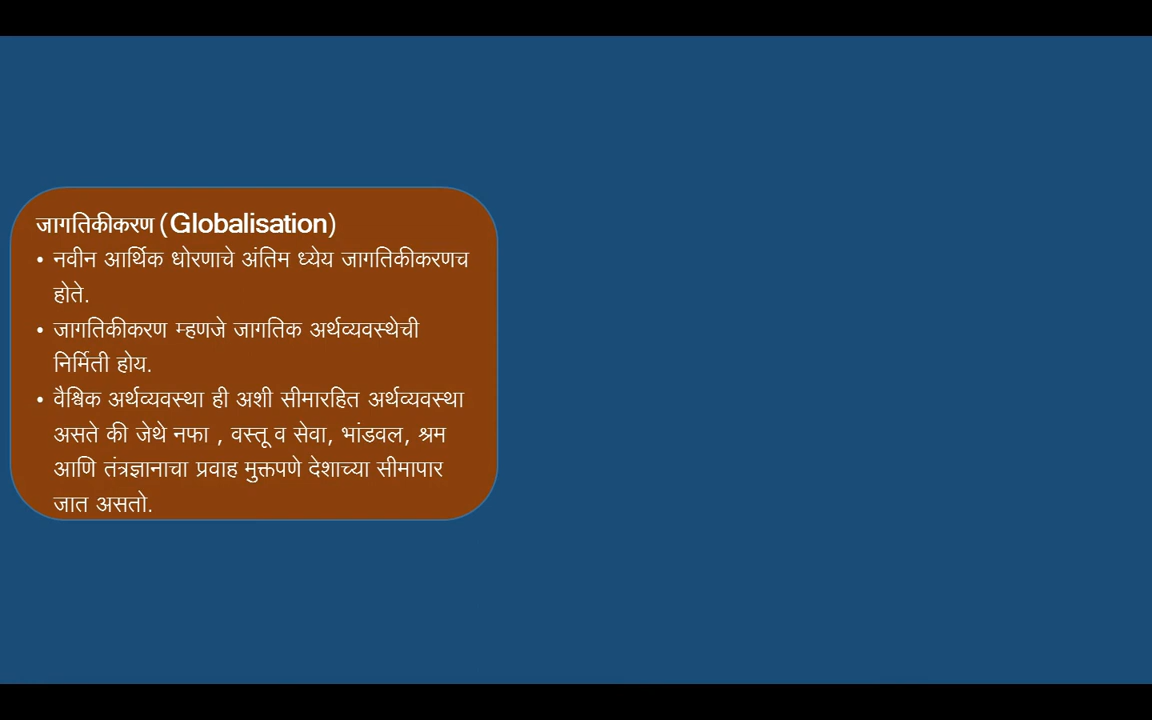 जागतिकीकरण (Globalisation)
• नवीन आर्थिक धोरणाचे अंतिम ध्येय जागतिकीकरणच
होते.
• जागतिकीकरण म्हणजे जागतिक अर्थव्यवस्थेची
निर्मिती होय.
• वैश्विक अर्थव्यवस्था ही अशी सीमारहित अर्थव्यवस्था
असते की जेथे नफा , वस्तू व सेवा, भांडवल, श्रम
आणि तंत्रज्ञानाचा प्रवाह मुक्तपणे देशाच्या सीमापार
जात असतो.